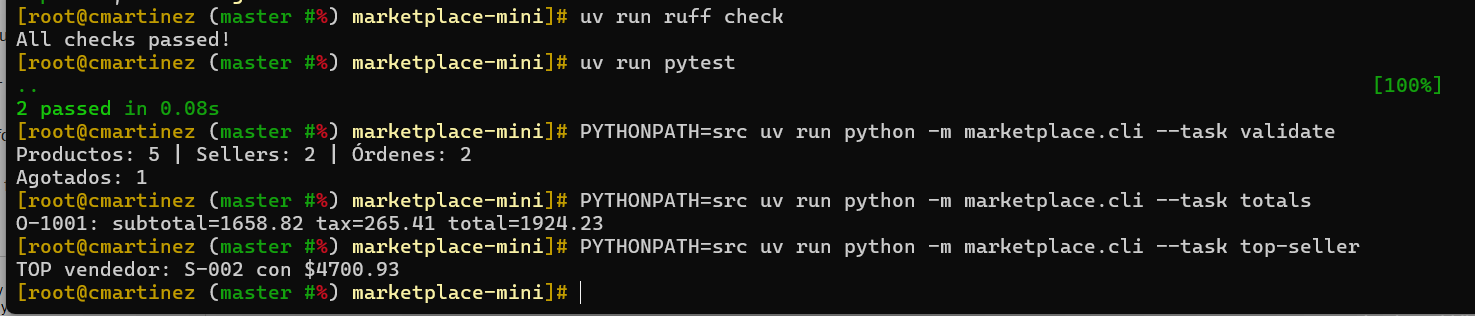 [root@cmartinez (master #%) marketplace-mini]# uv run ruff check
All checks passed!
[root@cmartinez (master #%) marketplace-mini]# uv run pytest
.. [100%]
2 passed in 0.08s
[root@cmartinez (master #%) marketplace-mini]# PYTHONPATH=src uv run python -m marketplace.cli --task validate
Productos: 5 | Sellers: 2 | Órdenes: 2
Agotados: 1
[root@cmartinez (master #%) marketplace-mini]# PYTHONPATH=src uv run python -m marketplace.cli --task totals
O-1001: subtotal=1658.82 tax=265.41 total=1924.23
[root@cmartinez (master #%) marketplace-mini]# PYTHONPATH=src uv run python -m marketplace.cli --task top-seller
TOP vendedor: S-002 con $4700.93
[root@cmartinez (master #%) marketplace-mini]#